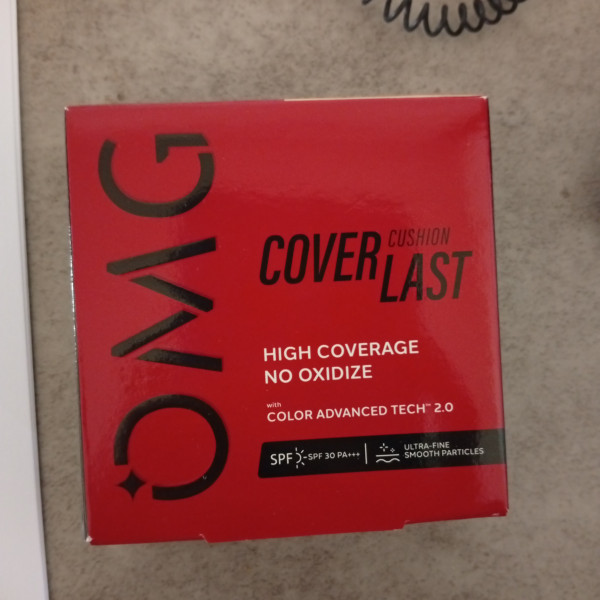 OMG
COVER CUSHION
LAST
HIGH COVERAGE
NO OXIDIZE
with
COLOR ADVANCED TECH™ 2.0
SPF SPF 30 PA+++
ULTRA-FINE
SMOOTH PARTICLES